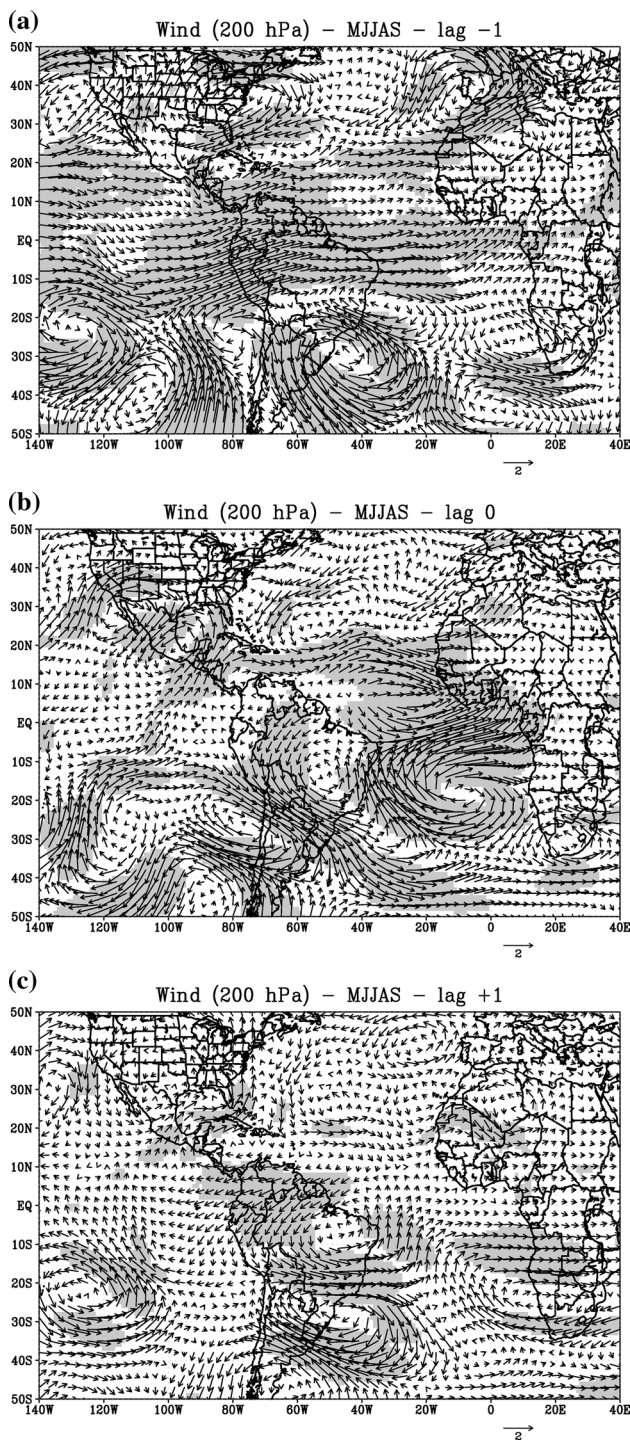 (a)
Wind (200 hPa) − MJJAS − lag −1
50N
40N
30N
20N
10N
EQ
10S
20S
30S
40S
50S
140W 120W 100W 80W 60W 40W 20W 0 20E 40E
2
(b)
Wind (200 hPa) − MJJAS − lag 0
50N
40N
30N
20N
10N
EQ
10S
20S
30S
40S
50S
140W 120W 100W 80W 60W 40W 20W 0 20E 40E
2
(c)
Wind (200 hPa) − MJJAS − lag +1
50N
40N
30N
20N
10N
EQ
10S
20S
30S
40S
50S
140W 120W 100W 80W 60W 40W 20W 0 20E 40E
2